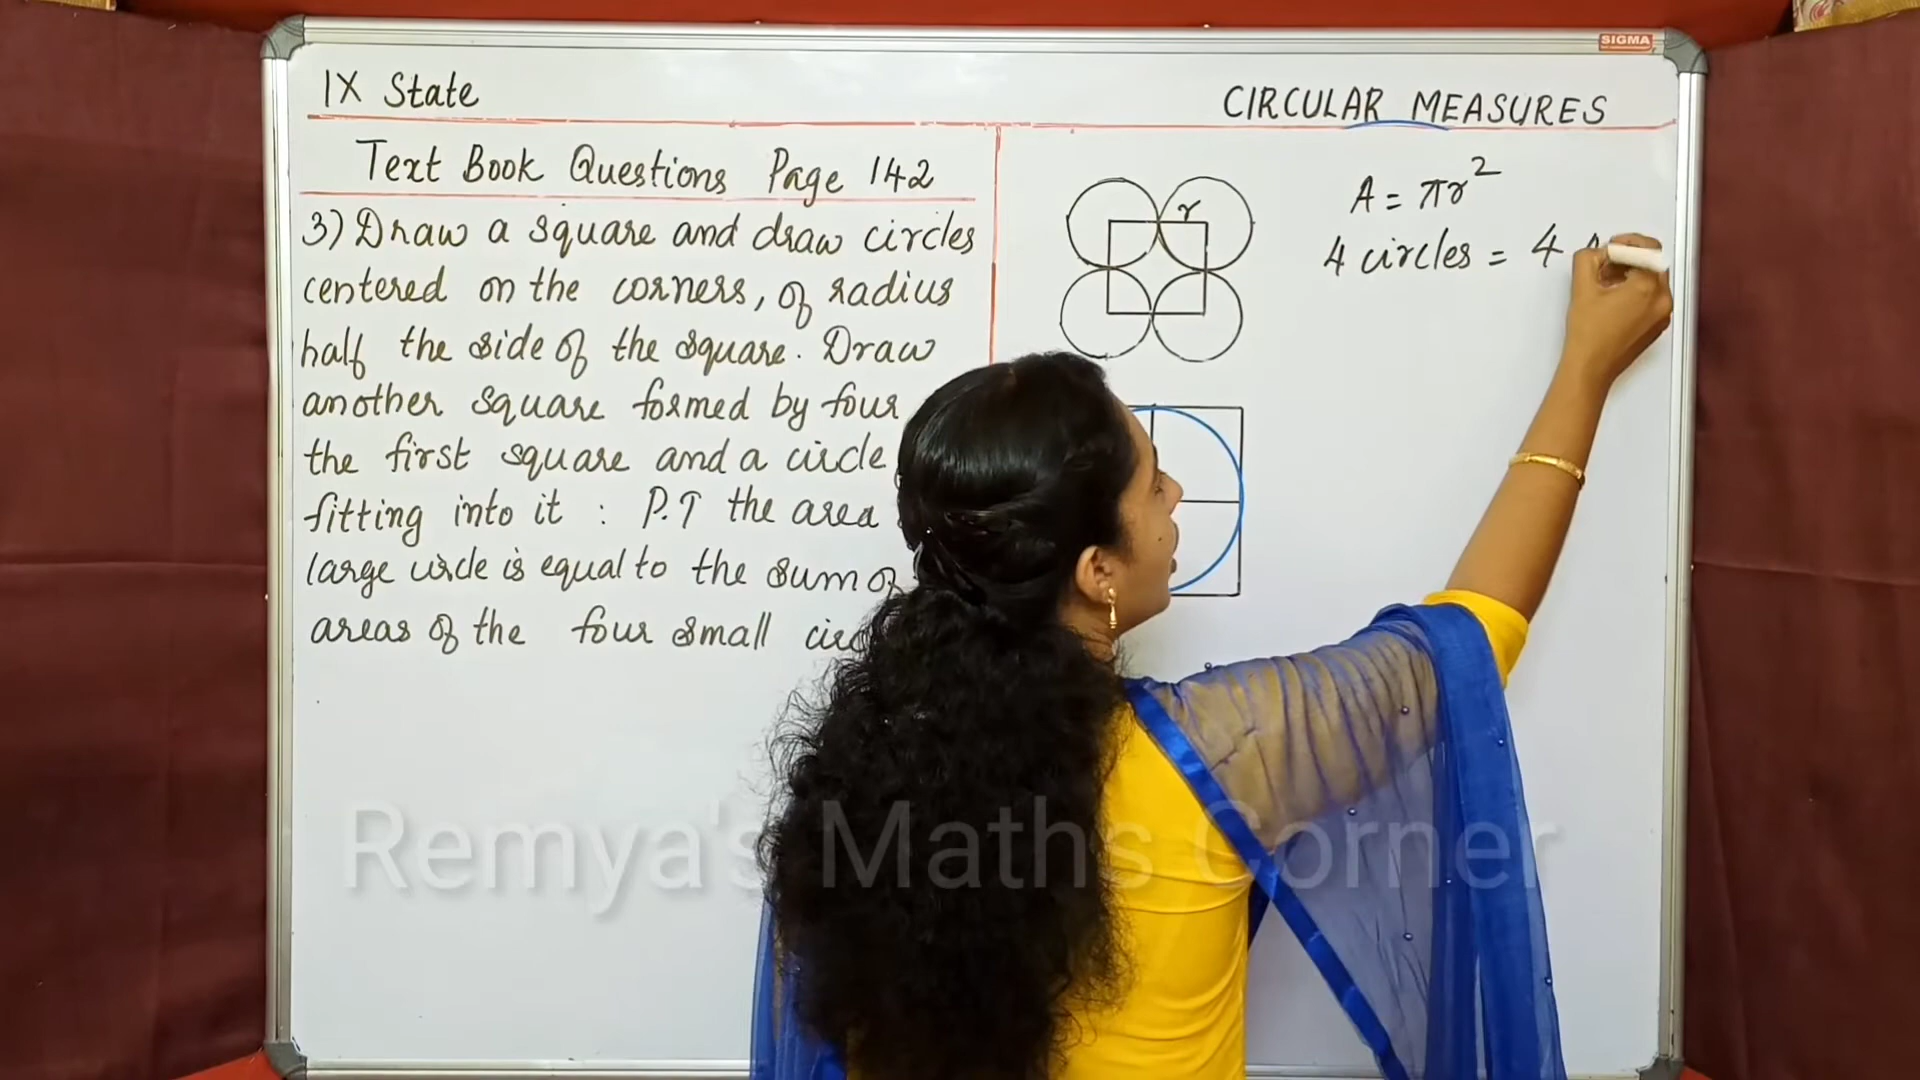 SIGMA
IX State
CIRCULAR MEASURES
Text Book Questions Page 142
3) Draw a square and draw circles
centered on the corners, of radius
half the side of the square. Draw
another square formed by four
the first square and a circle
fitting into it : P.T the area
large circle is equal to the sum of
areas of the four small circ
r
A = πr²
4 circles = 4
Remya's Maths Corner